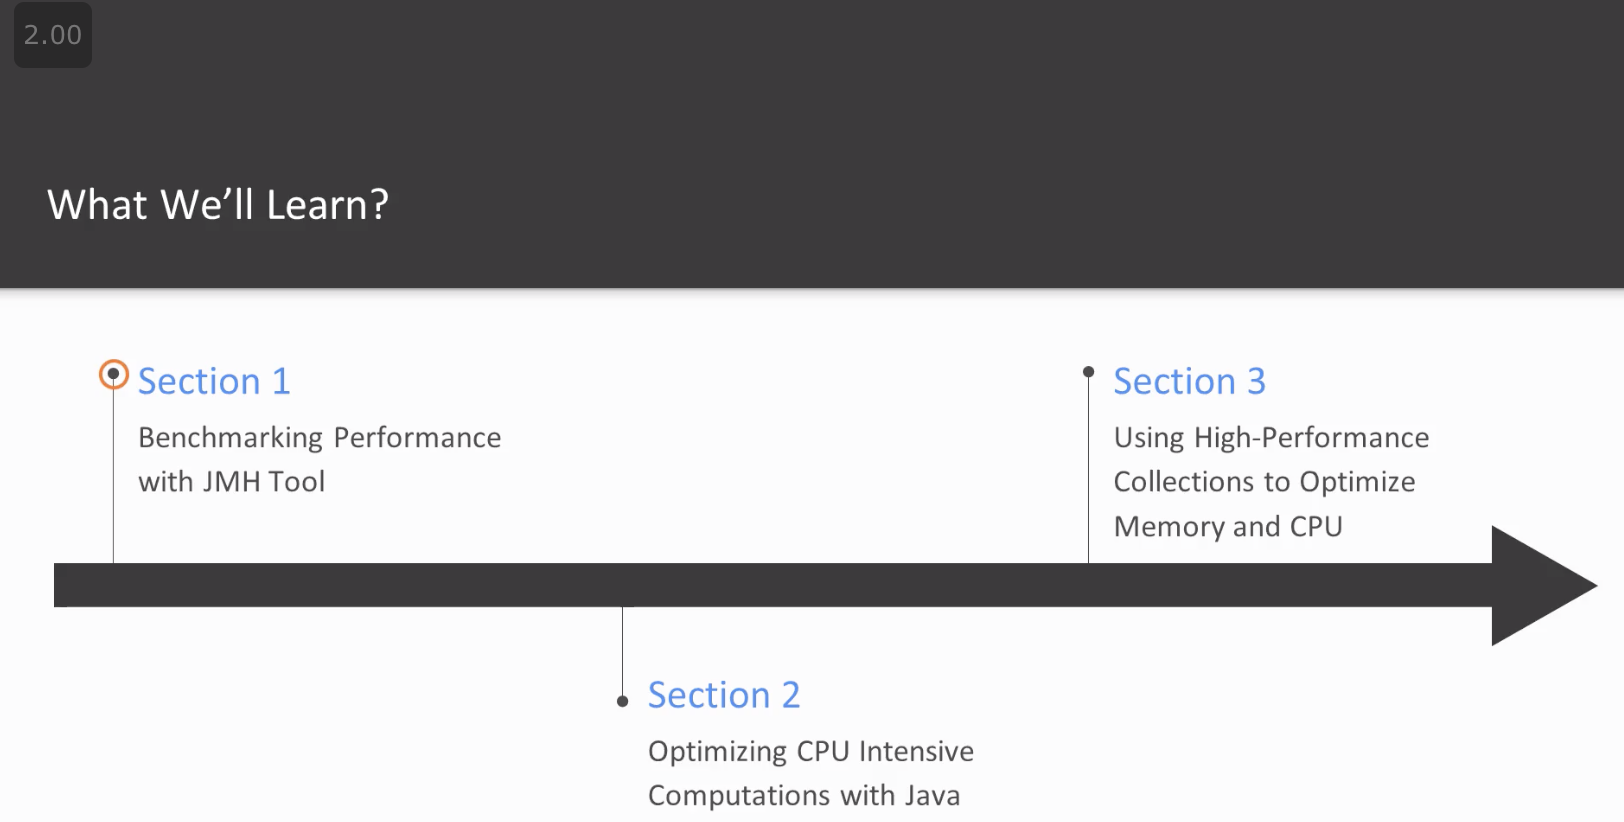 2.00
What We’ll Learn?
Section 1
Benchmarking Performance
with JMH Tool
Section 2
Optimizing CPU Intensive
Computations with Java
Section 3
Using High-Performance
Collections to Optimize
Memory and CPU